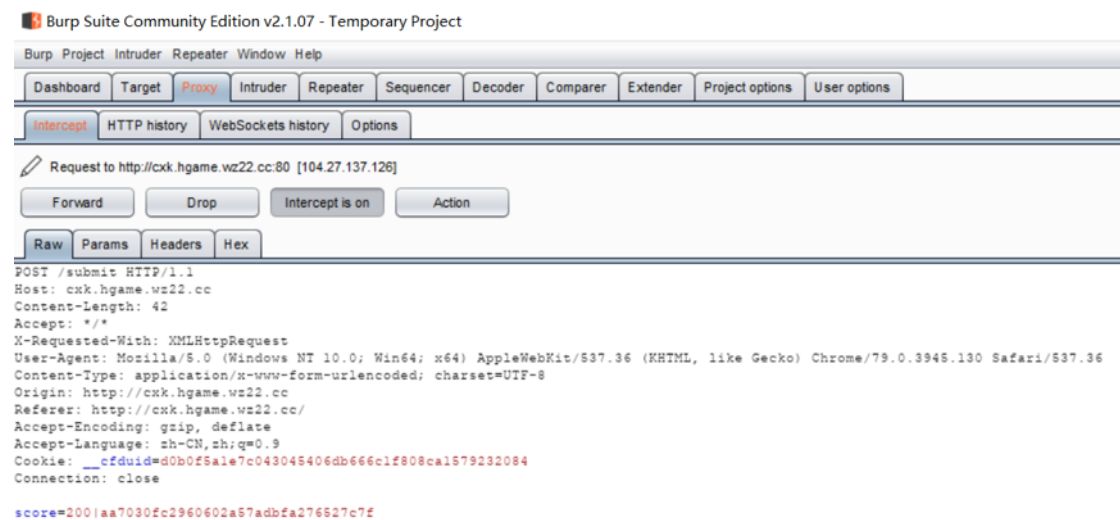 Burp Suite Community Edition v2.1.07 - Temporary Project
Burp Project Intruder Repeater Window Help
Dashboard Target Proxy Intruder Repeater Sequencer Decoder Comparer Extender Project options User options
Intercept HTTP history WebSockets history Options
Request to http://cxk.hgame.wz22.cc:80 [104.27.137.126]
Forward Drop Intercept is on Action
Raw Params Headers Hex
POST /submit HTTP/1.1
Host: cxk.hgame.wz22.cc
Content-Length: 42
Accept: */*
X-Requested-With: XMLHttpRequest
User-Agent: Mozilla/5.0 (Windows NT 10.0; Win64; x64) AppleWebKit/537.36 (KHTML, like Gecko) Chrome/79.0.3945.130 Safari/537.36
Content-Type: application/x-www-form-urlencoded; charset=UTF-8
Origin: http://cxk.hgame.wz22.cc
Referer: http://cxk.hgame.wz22.cc/
Accept-Encoding: gzip, deflate
Accept-Language: zh-CN,zh;q=0.9
Cookie: __cfduid=d0b0f5a1e7c043045406db666c1f808ca1579232084
Connection: close
score=200|aa7030fc2960602a57adbfa276527c7f